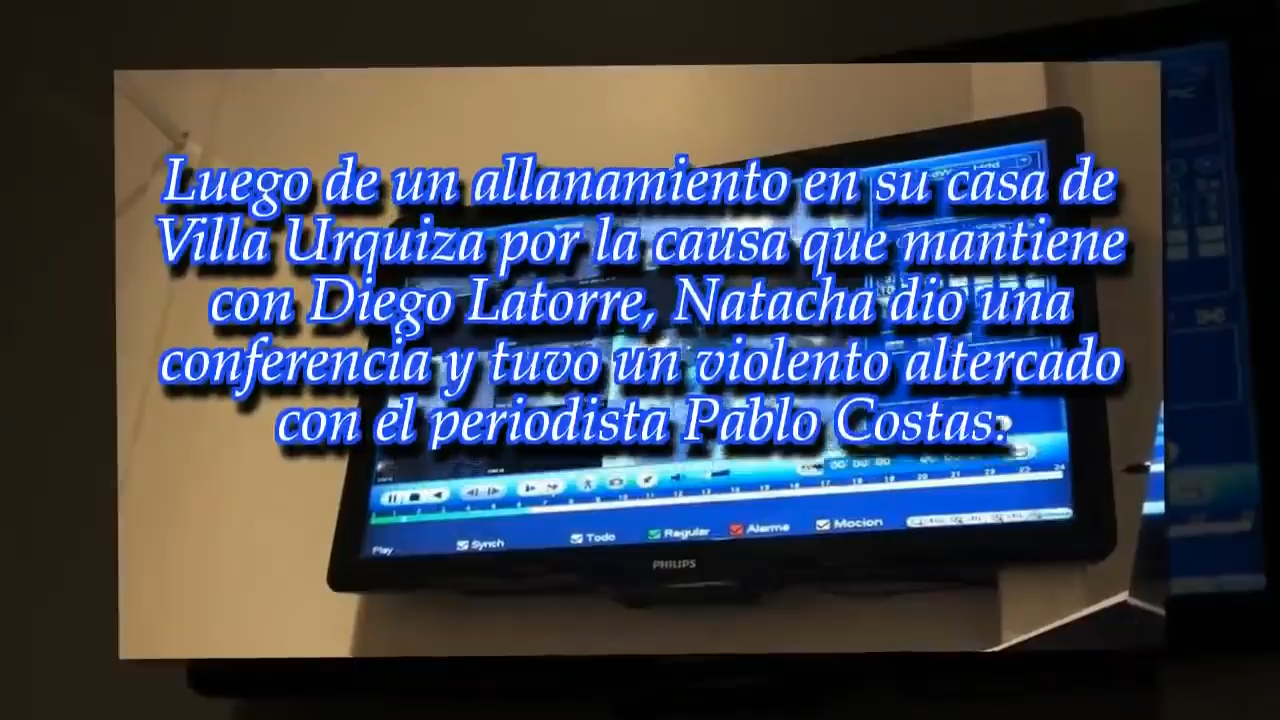 Luego de un allanamiento en su casa de
Villa Urquiza por la causa que mantiene
con Diego Latorre, Natacha dio una
conferencia y tuvo un violento altercado
con el periodista Pablo Costas.
Play
Synch
Todo
Regular
Alarme
Mocion
PHILIPS